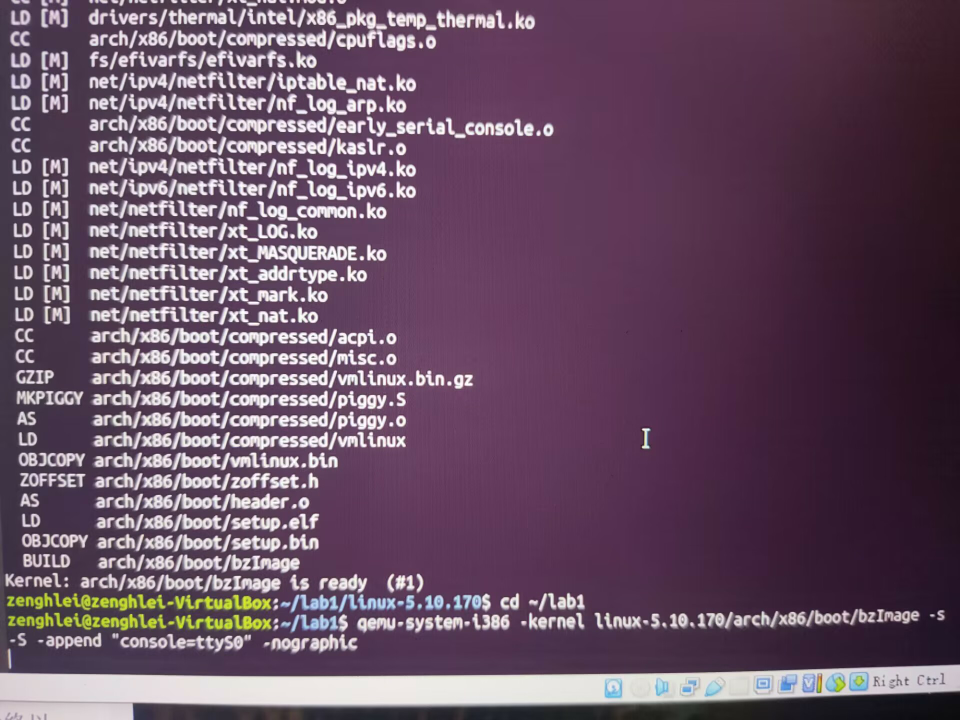 LD [M] drivers/thermal/intel/x86_pkg_temp_thermal.ko
CC arch/x86/boot/compressed/cpuflags.o
LD [M] fs/efivarfs/efivarfs.ko
LD [M] net/ipv4/netfilter/iptable_nat.ko
LD [M] net/ipv4/netfilter/nf_log_arp.ko
CC arch/x86/boot/compressed/early_serial_console.o
CC arch/x86/boot/compressed/kaslr.o
LD [M] net/ipv4/netfilter/nf_log_ipv4.ko
LD [M] net/ipv6/netfilter/nf_log_ipv6.ko
LD [M] net/netfilter/nf_log_common.ko
LD [M] net/netfilter/xt_LOG.ko
LD [M] net/netfilter/xt_MASQUERADE.ko
LD [M] net/netfilter/xt_addrtype.ko
LD [M] net/netfilter/xt_mark.ko
LD [M] net/netfilter/xt_nat.ko
CC arch/x86/boot/compressed/acpi.o
CC arch/x86/boot/compressed/misc.o
GZIP arch/x86/boot/compressed/vmlinux.bin.gz
MKPIGGY arch/x86/boot/compressed/piggy.S
AS arch/x86/boot/compressed/piggy.o
LD arch/x86/boot/compressed/vmlinux
OBJCOPY arch/x86/boot/vmlinux.bin
ZOFFSET arch/x86/boot/zoffset.h
AS arch/x86/boot/header.o
LD arch/x86/boot/setup.elf
OBJCOPY arch/x86/boot/setup.bin
BUILD arch/x86/boot/bzImage
Kernel: arch/x86/boot/bzImage is ready (#1)
zenghlei@zenghlei-VirtualBox:~/lab1/linux-5.10.170$ cd ~/lab1
zenghlei@zenghlei-VirtualBox:~/lab1$ qemu-system-i386 -kernel linux-5.10.170/arch/x86/boot/bzImage -s
-S -append "console=ttyS0" -nographic
Right Ctrl